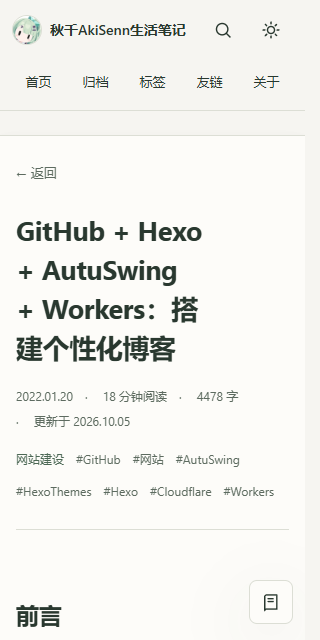 秋千AkiSenn生活笔记
首页 归档 标签 友链 关于
← 返回
GitHub + Hexo
+ AutuSwing
+ Workers：搭
建个性化博客
2022.01.20 · 18 分钟阅读 · 4478 字
· 更新于 2026.10.05
网站建设 #GitHub #网站 #AutuSwing
#HexoThemes #Hexo #Cloudflare #Workers
前言